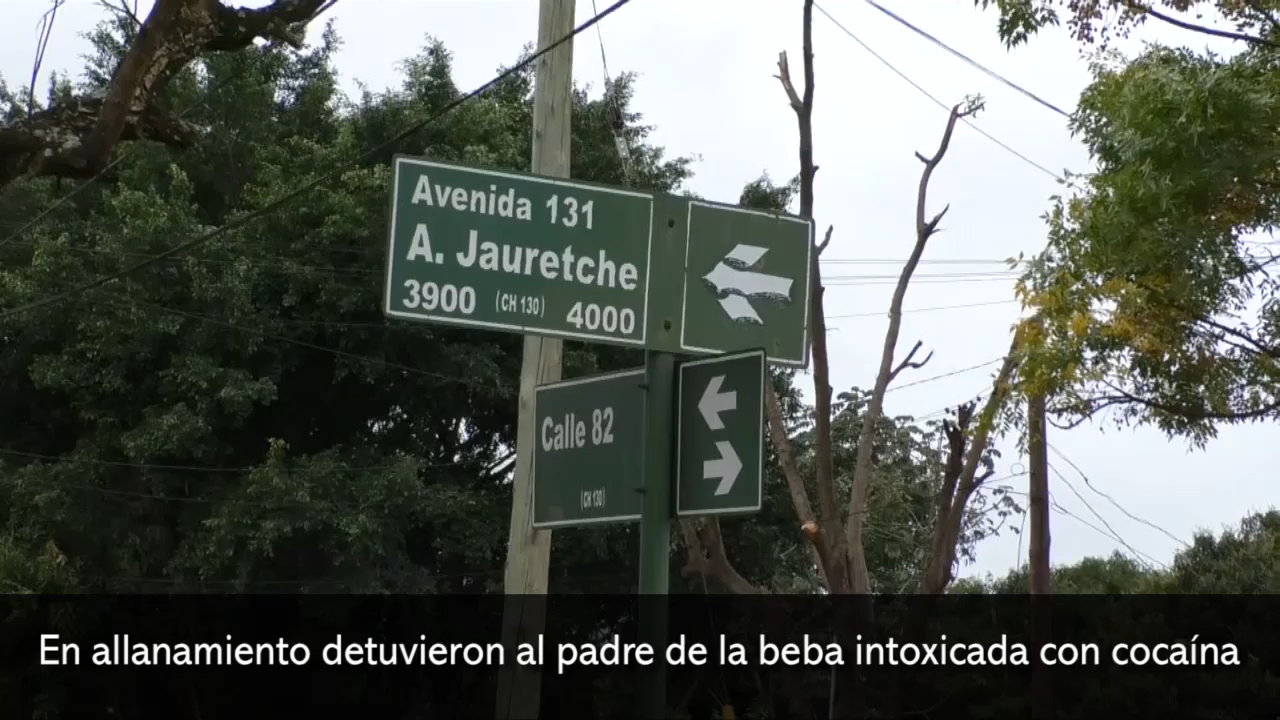 Avenida 131
A. Jauretche
3900 (CH 130) 4000
Calle 82
(CH 130)
En allanamiento detuvieron al padre de la beba intoxicada con cocaína